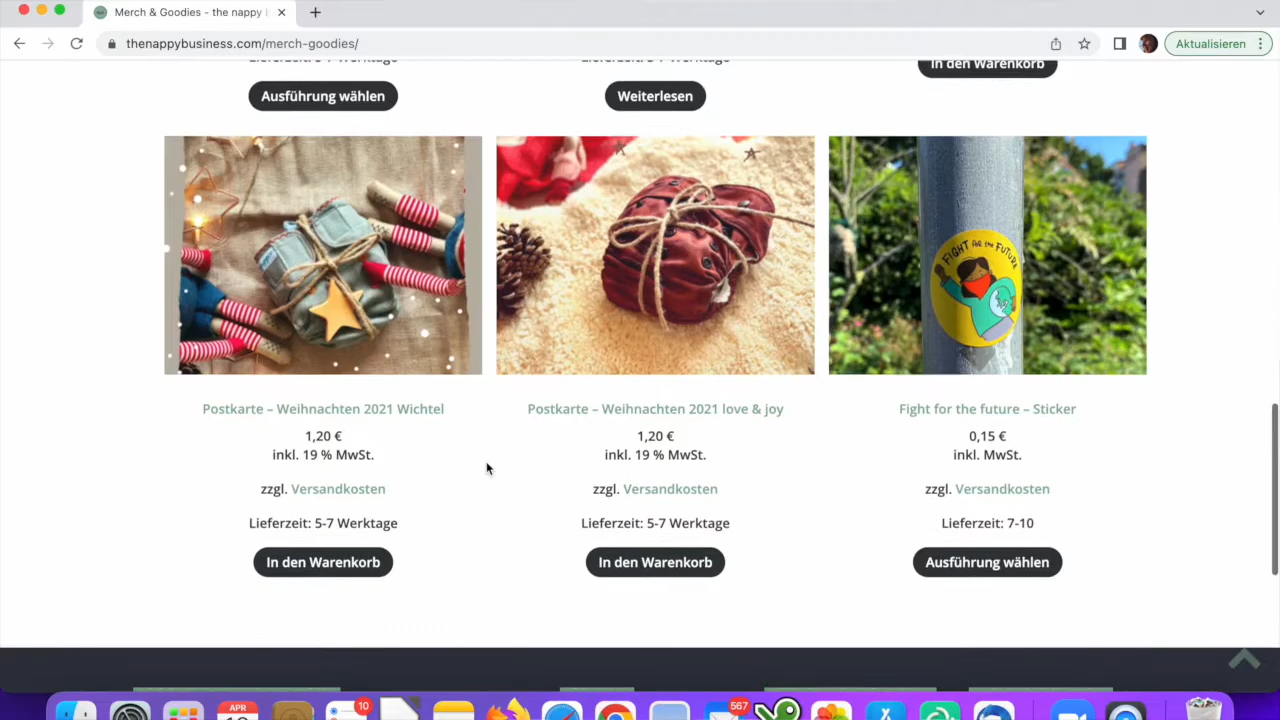 Merch & Goodies - the nappy
thenappybusiness.com/merch-goodies/
Aktualisieren
Ausführung wählen
Weiterlesen
In den Warenkorb
FIGHT for the FUTURE
Postkarte – Weihnachten 2021 Wichtel
1,20 €
inkl. 19 % MwSt.
zzgl. Versandkosten
Lieferzeit: 5-7 Werktage
In den Warenkorb
Postkarte – Weihnachten 2021 love & joy
1,20 €
inkl. 19 % MwSt.
zzgl. Versandkosten
Lieferzeit: 5-7 Werktage
In den Warenkorb
Fight for the future – Sticker
0,15 €
inkl. MwSt.
zzgl. Versandkosten
Lieferzeit: 7-10
Ausführung wählen
APR
10
567